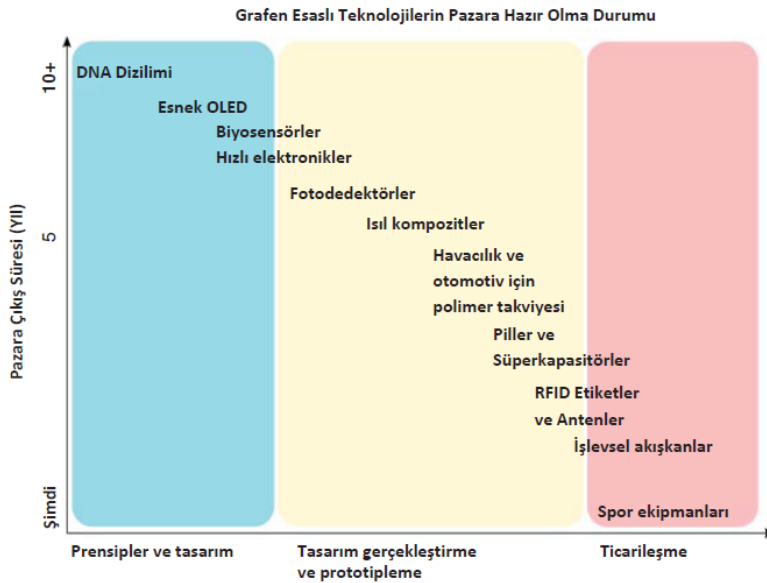 Grafen Esaslı Teknolojilerin Pazara Hazır Olma Durumu
Pazara Çıkış Süresi (Yıl)
10+
5
Şimdi
DNA Dizilimi
Esnek OLED
Biyosensörler
Hızlı elektronikler
Fotodedektörler
Isıl kompozitler
Havacılık ve
otomotiv için
polimer takviyesi
Piller ve
Süperkapasitörler
RFID Etiketler
ve Antenler
İşlevsel akışkanlar
Spor ekipmanları
Prensipler ve tasarım
Tasarım gerçekleştirme
ve prototipleme
Ticarileşme